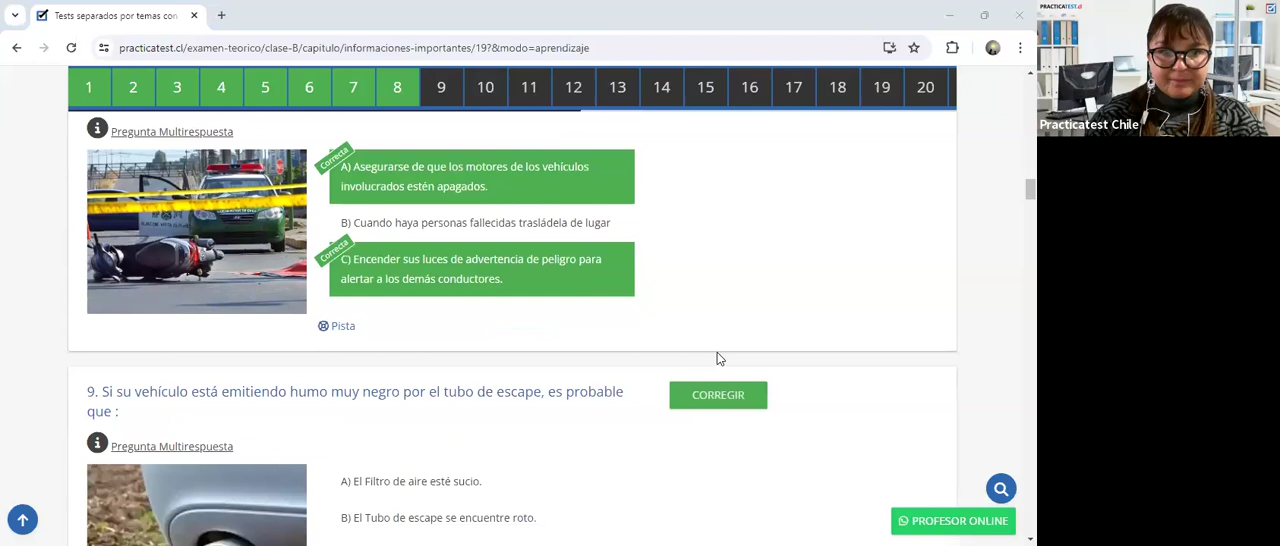 Tests separados por temas con
practicatest.cl/examen-teorico/clase-B/capitulo/informaciones-importantes/19?&modo=aprendizaje
PRACTICATEST.cl
Practicatest Chile
1 2 3 4 5 6 7 8 9 10 11 12 13 14 15 16 17 18 19 20
Pregunta Multirespuesta
Correcta
A) Asegurarse de que los motores de los vehículos
involucrados estén apagados.
B) Cuando haya personas fallecidas trasládela de lugar
Correcta
C) Encender sus luces de advertencia de peligro para
alertar a los demás conductores.
Pista
9. Si su vehículo está emitiendo humo muy negro por el tubo de escape, es probable
que :
CORREGIR
Pregunta Multirespuesta
A) El Filtro de aire esté sucio.
B) El Tubo de escape se encuentre roto.
PROFESOR ONLINE